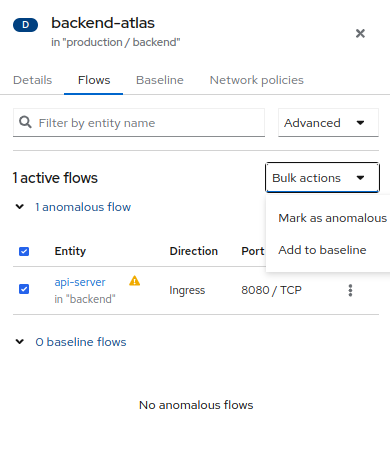 D
backend-atlas
in "production / backend"
Details Flows Baseline Network policies
Filter by entity name
Advanced
1 active flows
Bulk actions
1 anomalous flow
Mark as anomalous
Add to baseline
Entity Direction Port
api-server
in "backend"
Ingress
8080 / TCP
0 baseline flows
No anomalous flows